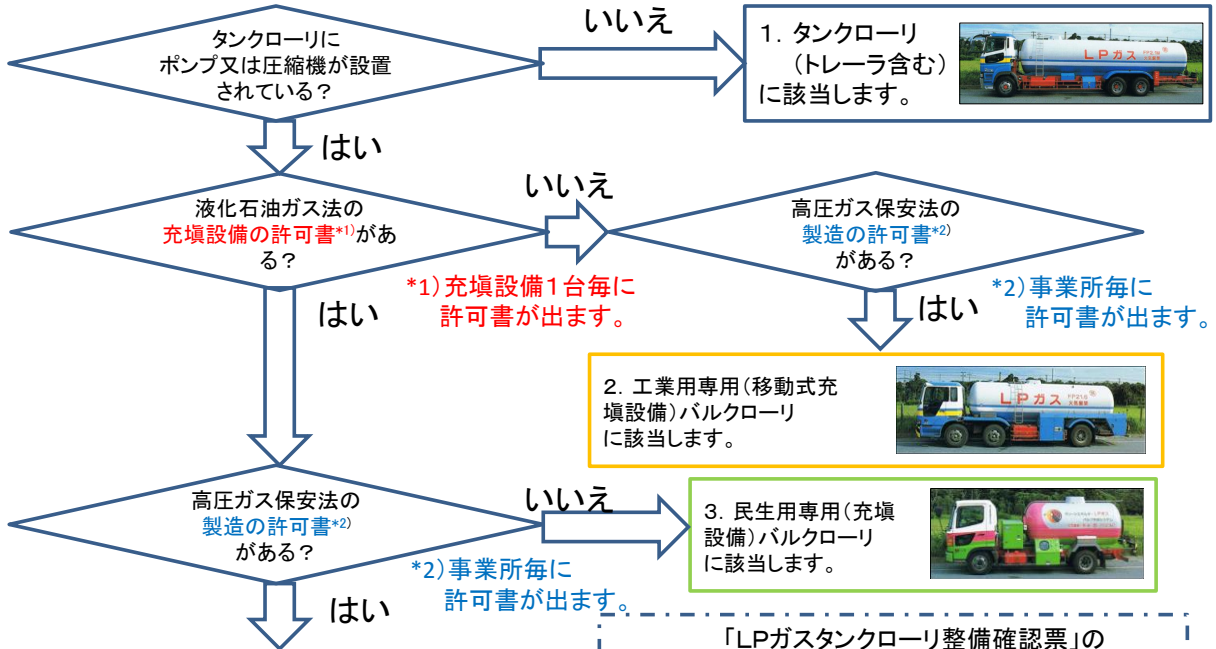 タンクローリに
ポンプ又は圧縮機が設置
されている？
いいえ
1．タンクローリ
（トレーラ含む）
に該当します。
LPガス
はい
液化石油ガス法の
充塡設備の許可書*1)があ
る？
いいえ
高圧ガス保安法の
製造の許可書*2)
がある？
*1)充塡設備1台毎に
許可書が出ます。
はい
*2)事業所毎に
許可書が出ます。
はい
2．工業用専用（移動式充
塡設備）バルクローリ
に該当します。
LPガス
高圧ガス保安法の
製造の許可書*2)
がある？
いいえ
3．民生用専用（充塡
設備）バルクローリ
に該当します。
*2)事業所毎に
許可書が出ます。
はい
「LPガスタンクローリ整備確認票」の